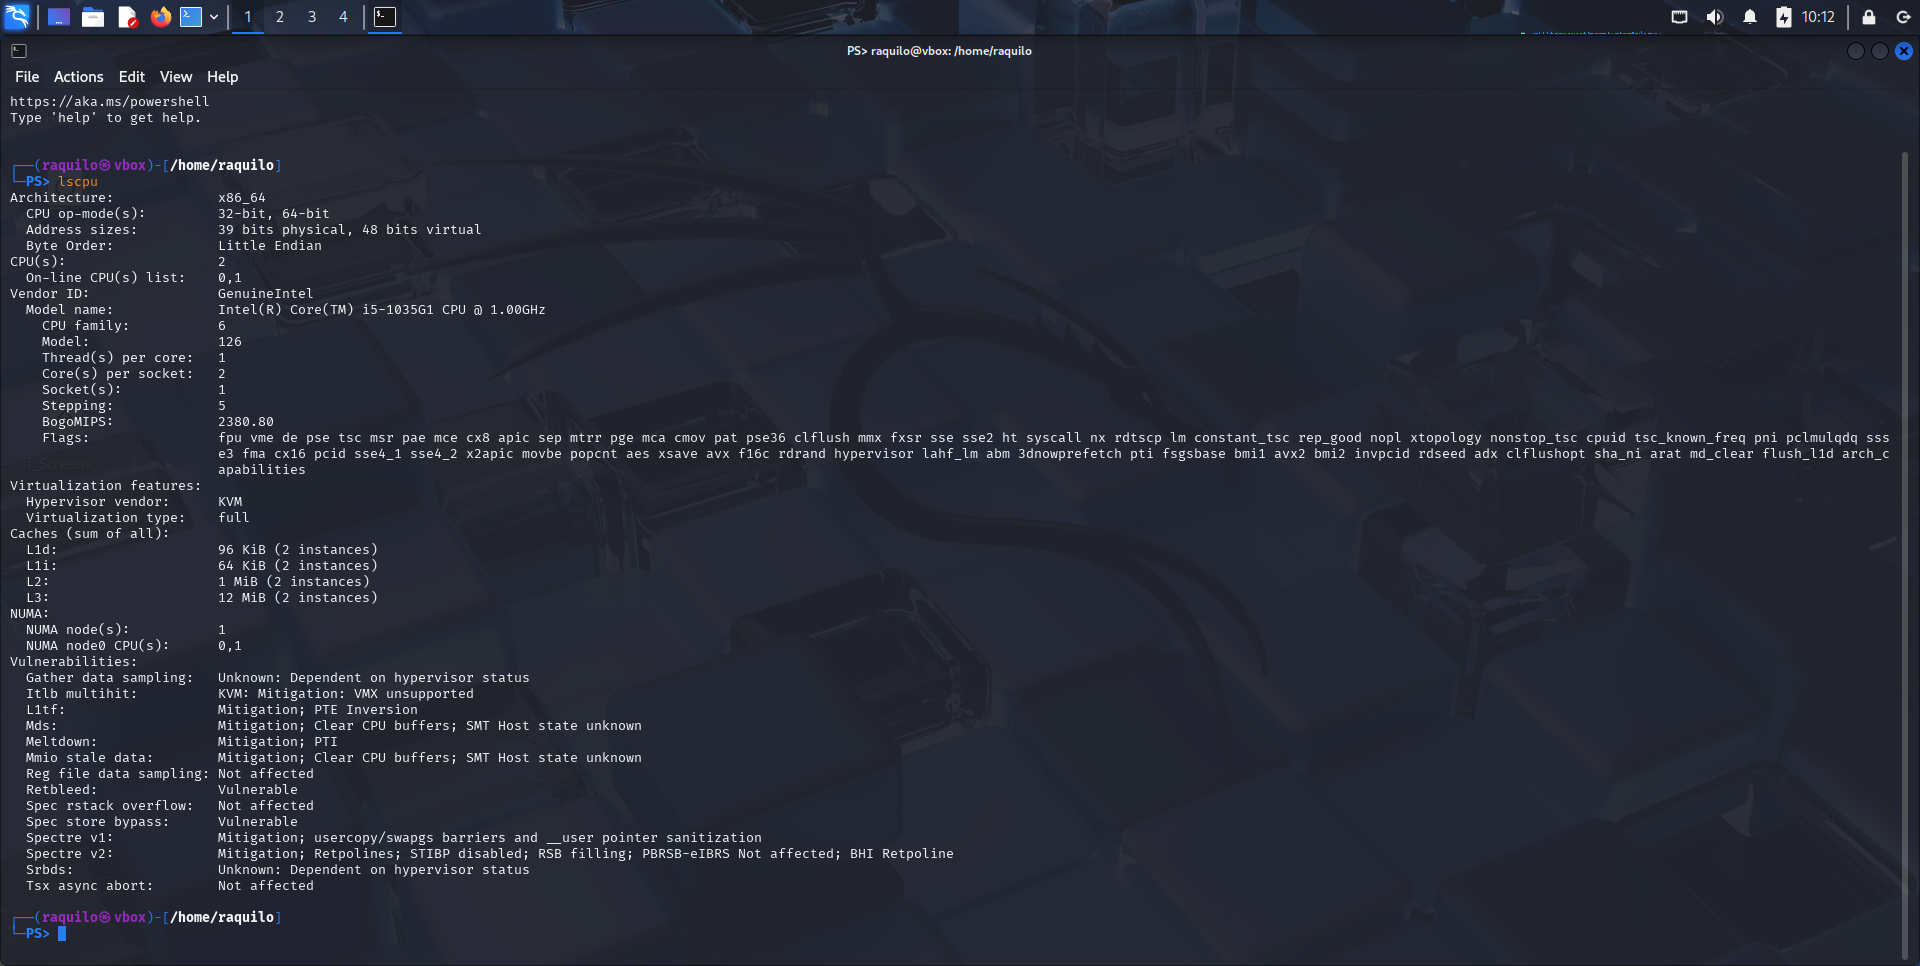 1 2 3 4 10:12
PS> raquilo@vbox: /home/raquilo
File Actions Edit View Help
https://aka.ms/powershell
Type 'help' to get help.
┌──(raquilo㉿vbox)-[/home/raquilo]
└─PS> lscpu
Architecture: x86_64
CPU op-mode(s): 32-bit, 64-bit
Address sizes: 39 bits physical, 48 bits virtual
Byte Order: Little Endian
CPU(s): 2
On-line CPU(s) list: 0,1
Vendor ID: GenuineIntel
Model name: Intel(R) Core(TM) i5-1035G1 CPU @ 1.00GHz
CPU family: 6
Model: 126
Thread(s) per core: 1
Core(s) per socket: 2
Socket(s): 1
Stepping: 5
BogoMIPS: 2380.80
Flags: fpu vme de pse tsc msr pae mce cx8 apic sep mtrr pge mca cmov pat pse36 clflush mmx fxsr sse sse2 ht syscall nx rdtscp lm constant_tsc rep_good nopl xtopology nonstop_tsc cpuid tsc_known_freq pni pclmulqdq sss
e3 fma cx16 pcid sse4_1 sse4_2 x2apic movbe popcnt aes xsave avx f16c rdrand hypervisor lahf_lm abm 3dnowprefetch pti fsgsbase bmi1 avx2 bmi2 invpcid rdseed adx clflushopt sha_ni arat md_clear flush_l1d arch_c
apabilities
Virtualization features:
Hypervisor vendor: KVM
Virtualization type: full
Caches (sum of all):
L1d: 96 KiB (2 instances)
L1i: 64 KiB (2 instances)
L2: 1 MiB (2 instances)
L3: 12 MiB (2 instances)
NUMA:
NUMA node(s): 1
NUMA node0 CPU(s): 0,1
Vulnerabilities:
Gather data sampling: Unknown: Dependent on hypervisor status
Itlb multihit: KVM: Mitigation: VMX unsupported
L1tf: Mitigation; PTE Inversion
Mds: Mitigation; Clear CPU buffers; SMT Host state unknown
Meltdown: Mitigation; PTI
Mmio stale data: Mitigation; Clear CPU buffers; SMT Host state unknown
Reg file data sampling: Not affected
Retbleed: Vulnerable
Spec rstack overflow: Not affected
Spec store bypass: Vulnerable
Spectre v1: Mitigation; usercopy/swapgs barriers and __user pointer sanitization
Spectre v2: Mitigation; Retpolines; STIBP disabled; RSB filling; PBRSB-eIBRS Not affected; BHI Retpoline
Srbds: Unknown: Dependent on hypervisor status
Tsx async abort: Not affected
┌──(raquilo㉿vbox)-[/home/raquilo]
└─PS>